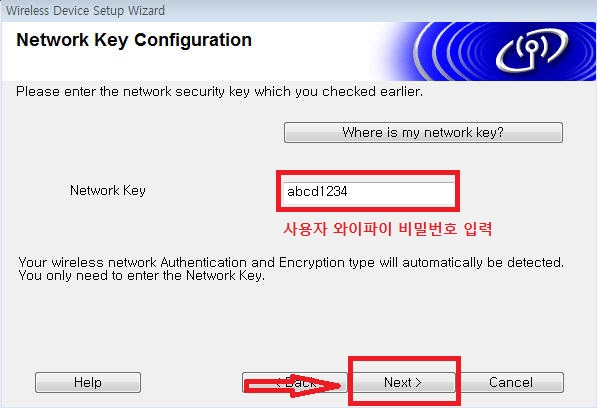 Wireless Device Setup Wizard
Network Key Configuration
Please enter the network security key which you checked earlier.
Where is my network key?
Network Key
abcd1234
사용자 와이파이 비밀번호 입력
Your wireless network Authentication and Encryption type will automatically be detected.
You only need to enter the Network Key.
Help
< Back
Next >
Cancel